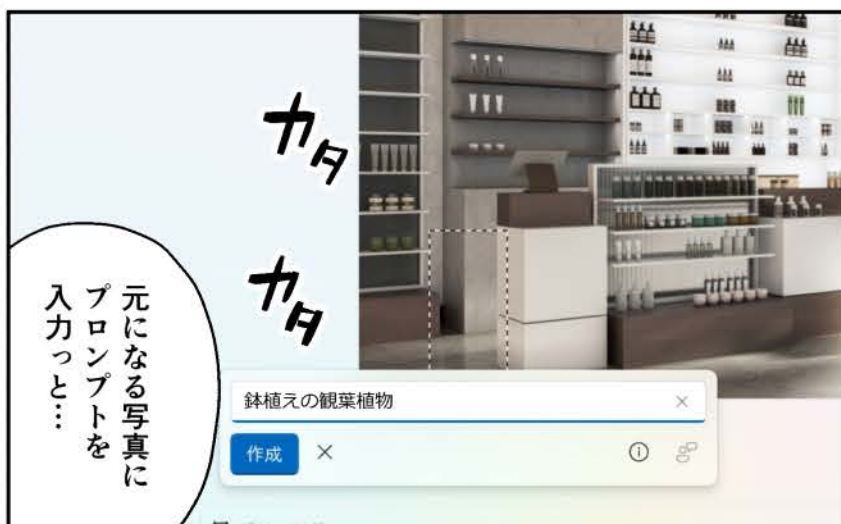 カタ
カタ
元になる写真に
プロンプトを
入力っと…
鉢植えの観葉植物
作成